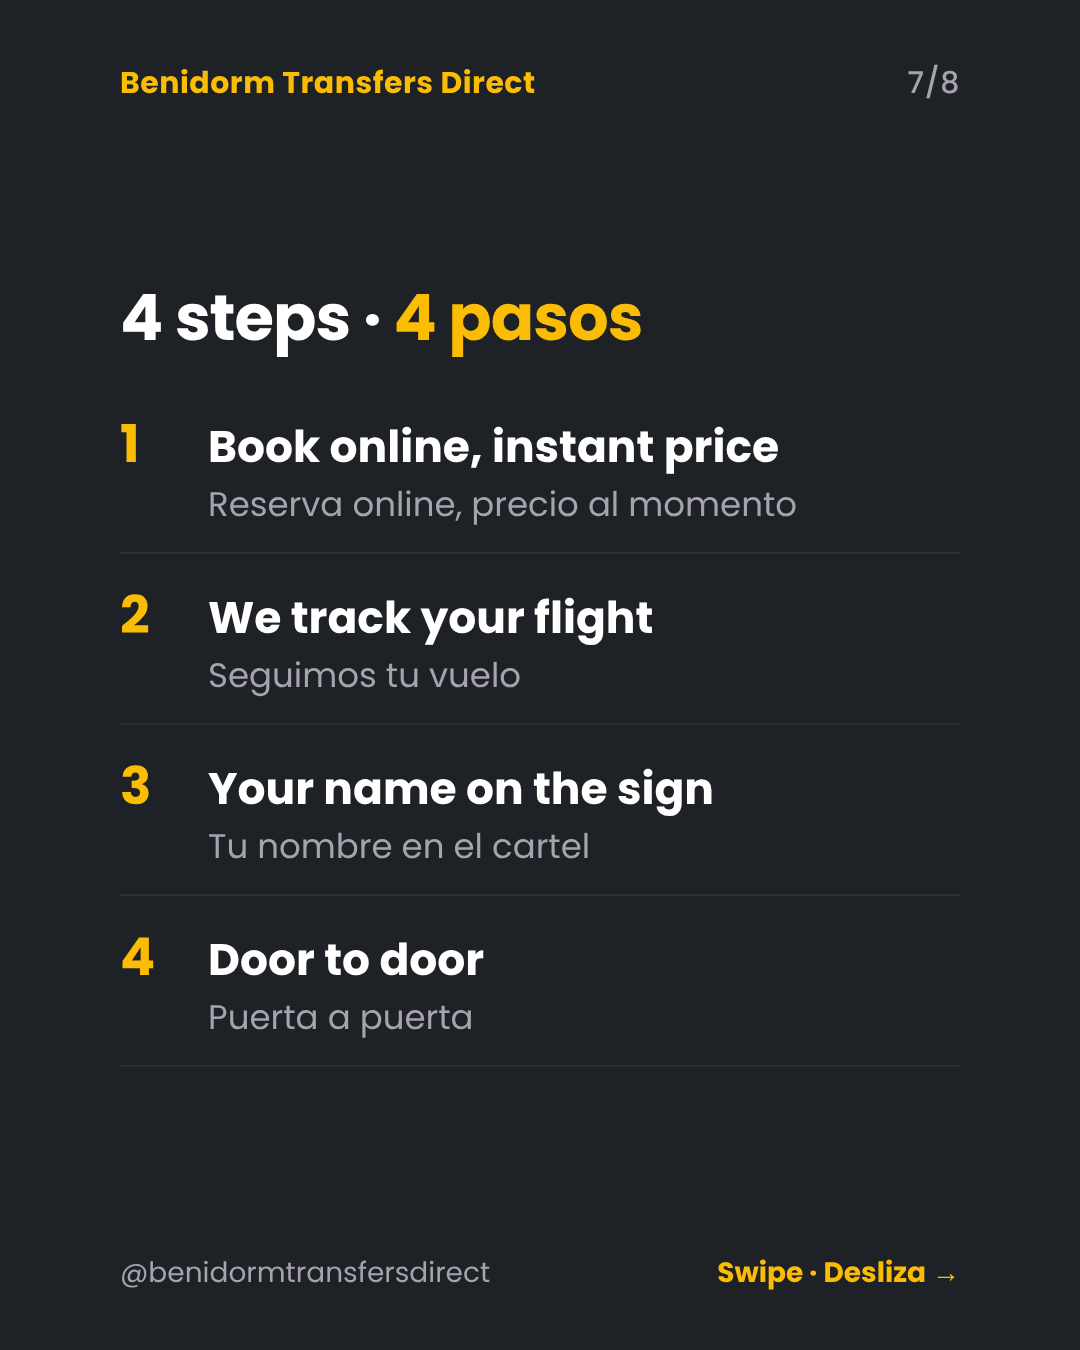 Benidorm Transfers Direct
7/8
4 steps · 4 pasos
1 Book online, instant price
Reserva online, precio al momento
2 We track your flight
Seguimos tu vuelo
3 Your name on the sign
Tu nombre en el cartel
4 Door to door
Puerta a puerta
@benidormtransfersdirect
Swipe · Desliza →